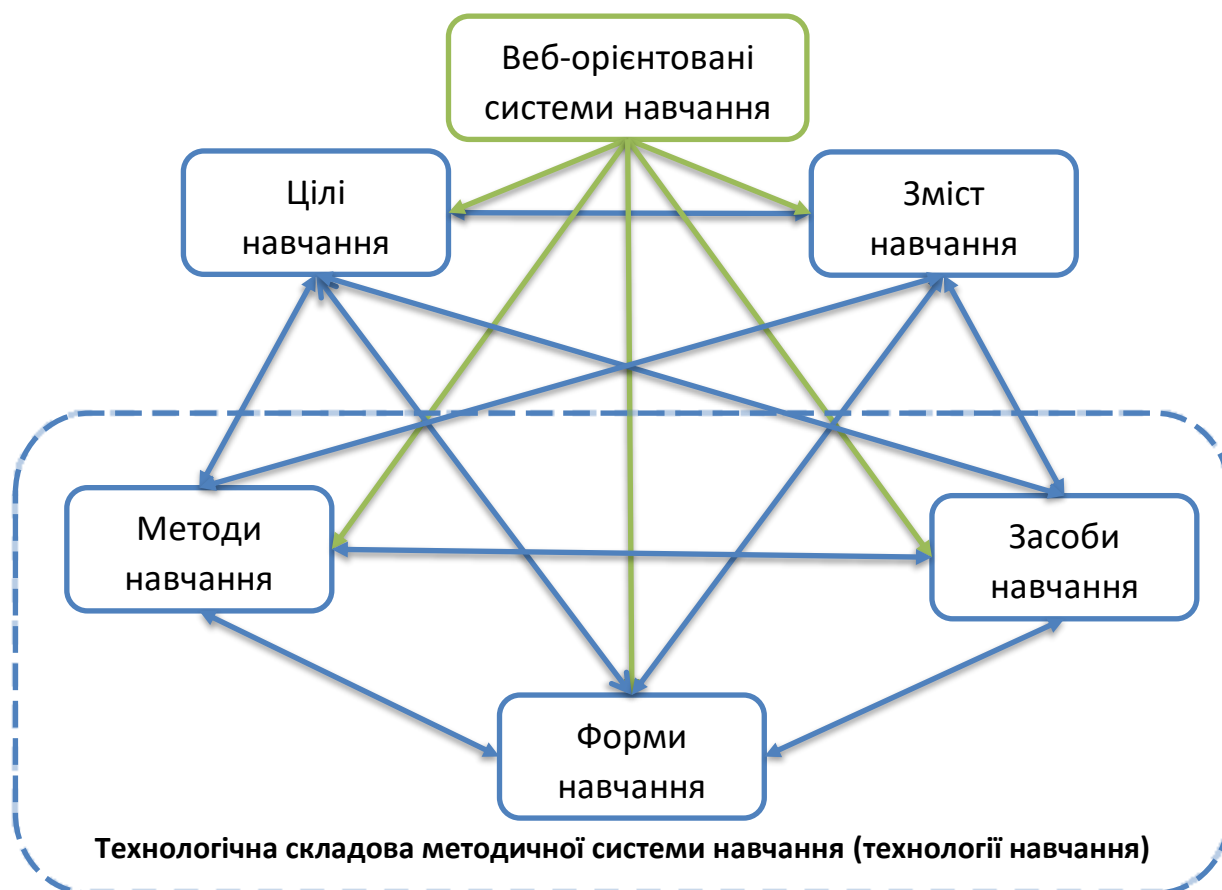 Веб-орієнтовані
системи навчання
Цілі
навчання
Зміст
навчання
Методи
навчання
Засоби
навчання
Форми
навчання
Технологічна складова методичної системи навчання (технології навчання)